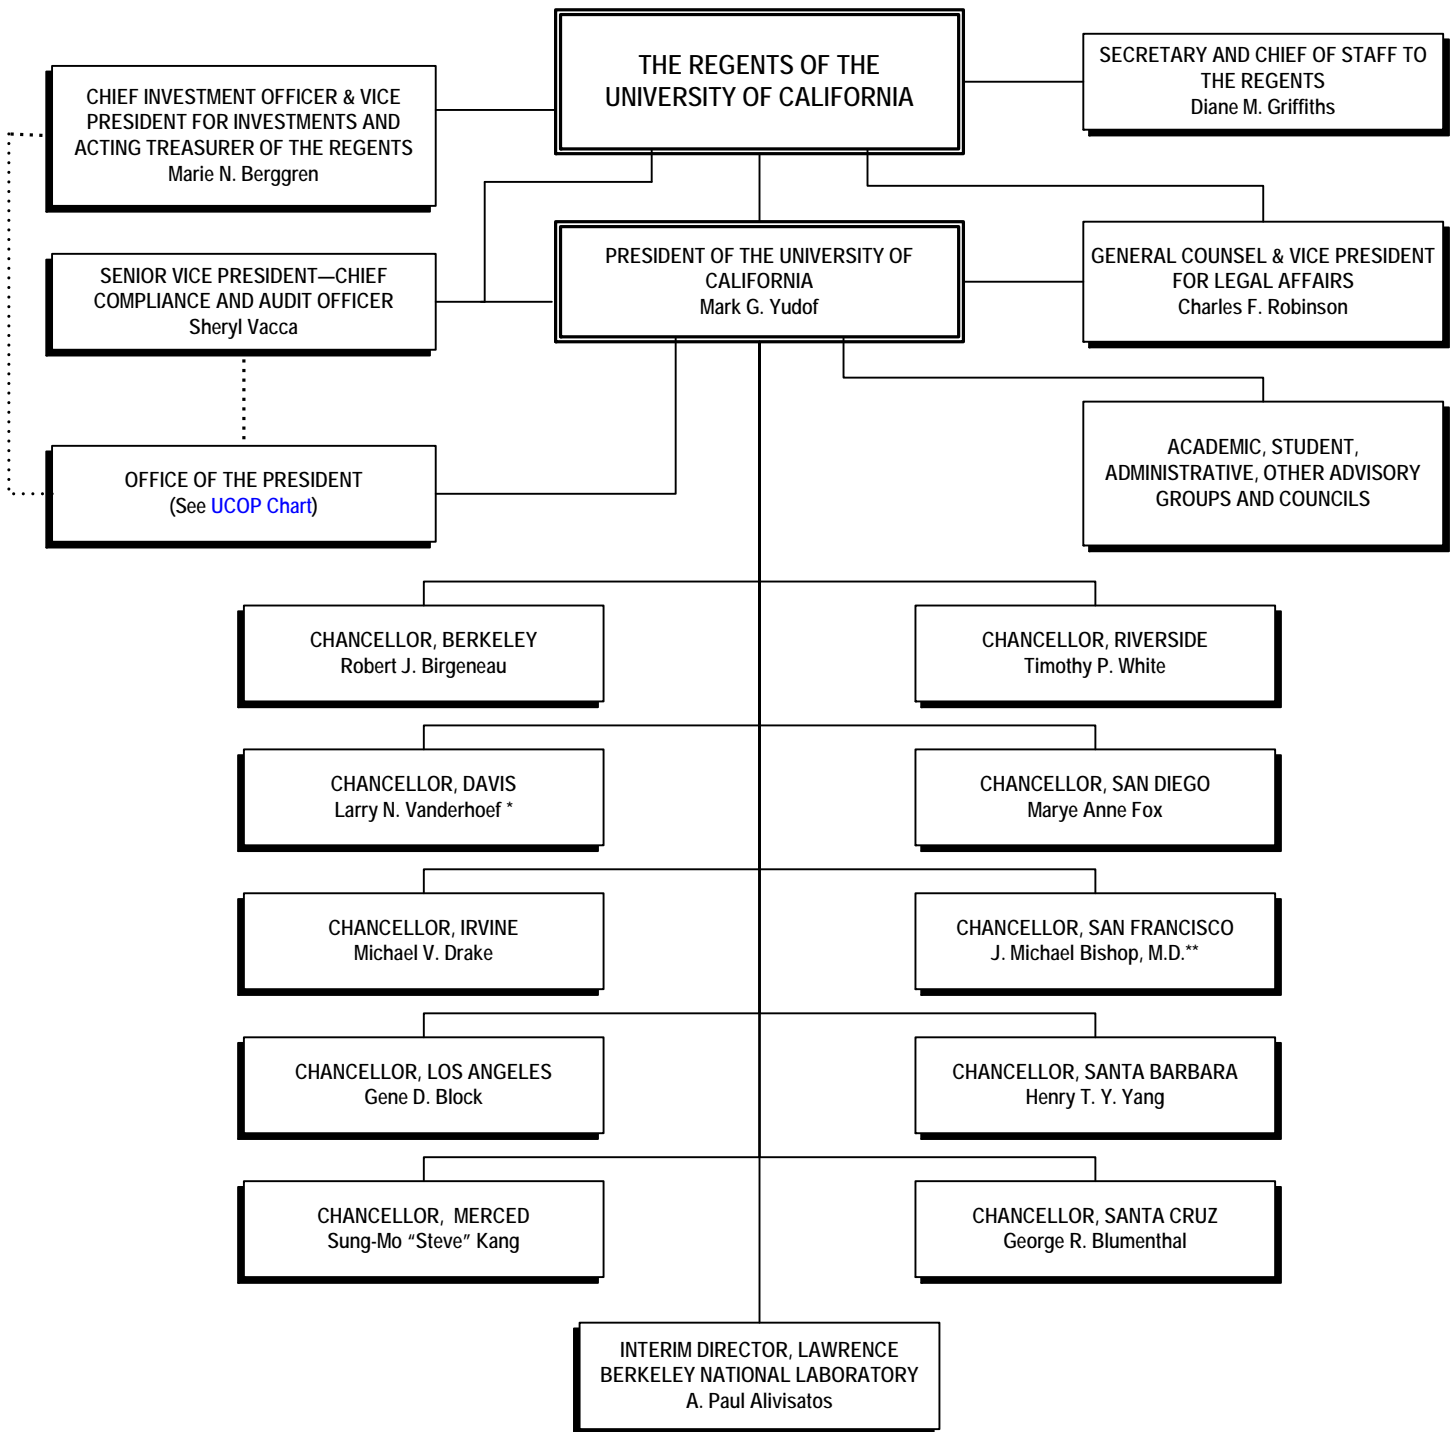 THE REGENTS OF THE
UNIVERSITY OF CALIFORNIA
SECRETARY AND CHIEF OF STAFF TO
THE REGENTS
Diane M. Griffiths
CHIEF INVESTMENT OFFICER & VICE
PRESIDENT FOR INVESTMENTS AND
ACTING TREASURER OF THE REGENTS
Marie N. Berggren
PRESIDENT OF THE UNIVERSITY OF
CALIFORNIA
Mark G. Yudof
GENERAL COUNSEL & VICE PRESIDENT
FOR LEGAL AFFAIRS
Charles F. Robinson
SENIOR VICE PRESIDENT—CHIEF
COMPLIANCE AND AUDIT OFFICER
Sheryl Vacca
OFFICE OF THE PRESIDENT
(See UCOP Chart)
ACADEMIC, STUDENT,
ADMINISTRATIVE, OTHER ADVISORY
GROUPS AND COUNCILS
CHANCELLOR, BERKELEY
Robert J. Birgeneau
CHANCELLOR, RIVERSIDE
Timothy P. White
CHANCELLOR, DAVIS
Larry N. Vanderhoef *
CHANCELLOR, SAN DIEGO
Marye Anne Fox
CHANCELLOR, IRVINE
Michael V. Drake
CHANCELLOR, SAN FRANCISCO
J. Michael Bishop, M.D.**
CHANCELLOR, LOS ANGELES
Gene D. Block
CHANCELLOR, SANTA BARBARA
Henry T. Y. Yang
CHANCELLOR, MERCED
Sung-Mo “Steve” Kang
CHANCELLOR, SANTA CRUZ
George R. Blumenthal
INTERIM DIRECTOR, LAWRENCE
BERKELEY NATIONAL LABORATORY
A. Paul Alivisatos